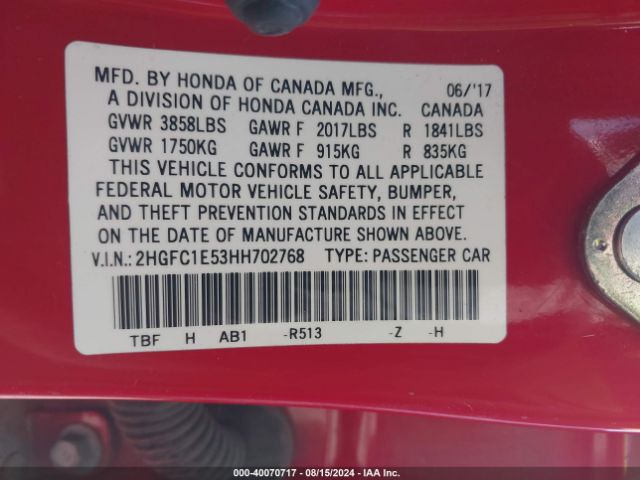 MFD. BY HONDA OF CANADA MFG., 06/'17
A DIVISION OF HONDA CANADA INC. CANADA
GVWR 3858LBS GAWR F 2017LBS R 1841LBS
GVWR 1750KG GAWR F 915KG R 835KG
THIS VEHICLE CONFORMS TO ALL APPLICABLE
FEDERAL MOTOR VEHICLE SAFETY, BUMPER,
AND THEFT PREVENTION STANDARDS IN EFFECT
ON THE DATE OF MANUFACTURE SHOWN ABOVE.
V.I.N.: 2HGFC1E53HH702768 TYPE: PASSENGER CAR
TBF H AB1 -R513 -Z -H
000-40070717 - 08/15/2024 - IAA Inc.